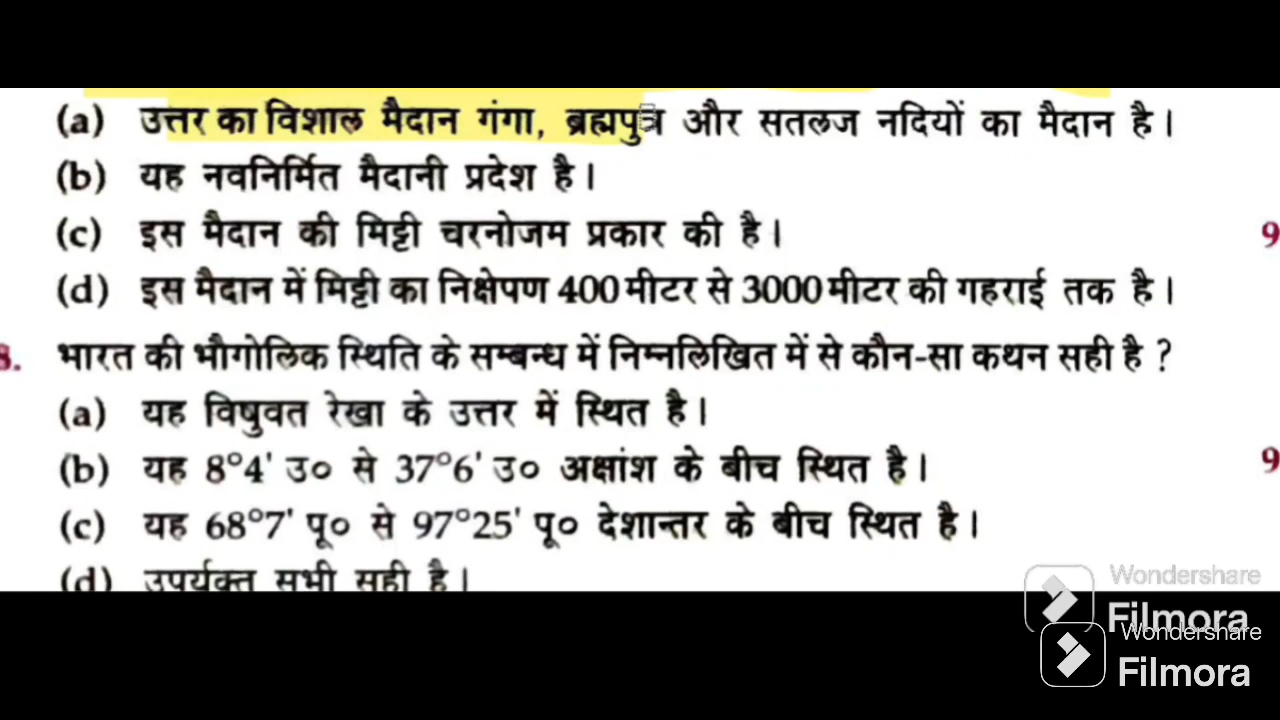 (a) उत्तर का विशाल मैदान गंगा, ब्रह्मपुत्र और सतलज नदियों का मैदान है।
(b) यह नवनिर्मित मैदानी प्रदेश है।
(c) इस मैदान की मिट्टी चरनोजम प्रकार की है।
9
(d) इस मैदान में मिट्टी का निक्षेपण 400 मीटर से 3000 मीटर की गहराई तक है।
8. भारत की भौगोलिक स्थिति के सम्बन्ध में निम्नलिखित में से कौन-सा कथन सही है ?
(a) यह विषुवत रेखा के उत्तर में स्थित है।
(b) यह 8°4' उ० से 37°6' उ० अक्षांश के बीच स्थित है।
9
(c) यह 68°7' पू० से 97°25' पू० देशान्तर के बीच स्थित है।
(d) उपर्युक्त सभी सही है।
Wondershare
Filmora
Wondershare
Filmora